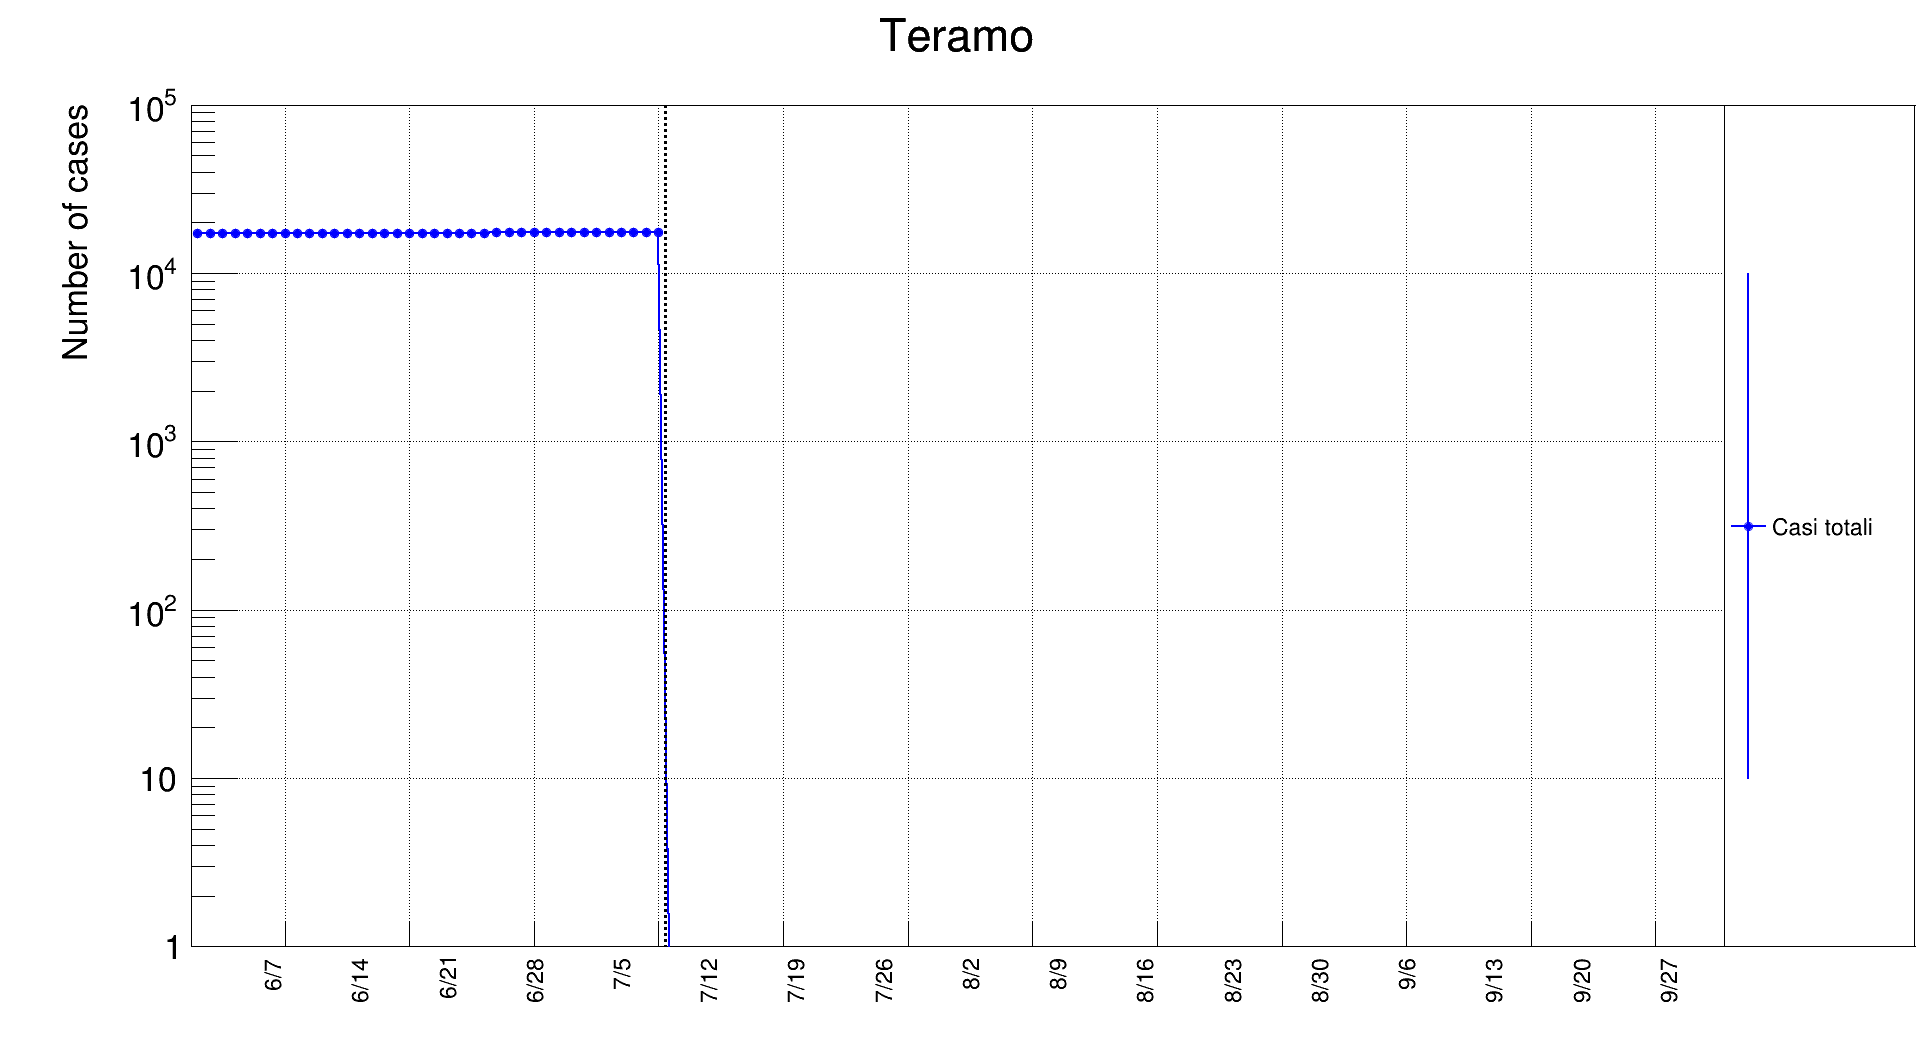 Teramo
Number of cases
10^5
10^4
10^3
10^2
10
1
6/7 6/14 6/21 6/28 7/5 7/12 7/19 7/26 8/2 8/9 8/16 8/23 8/30 9/6 9/13 9/20 9/27
Casi totali